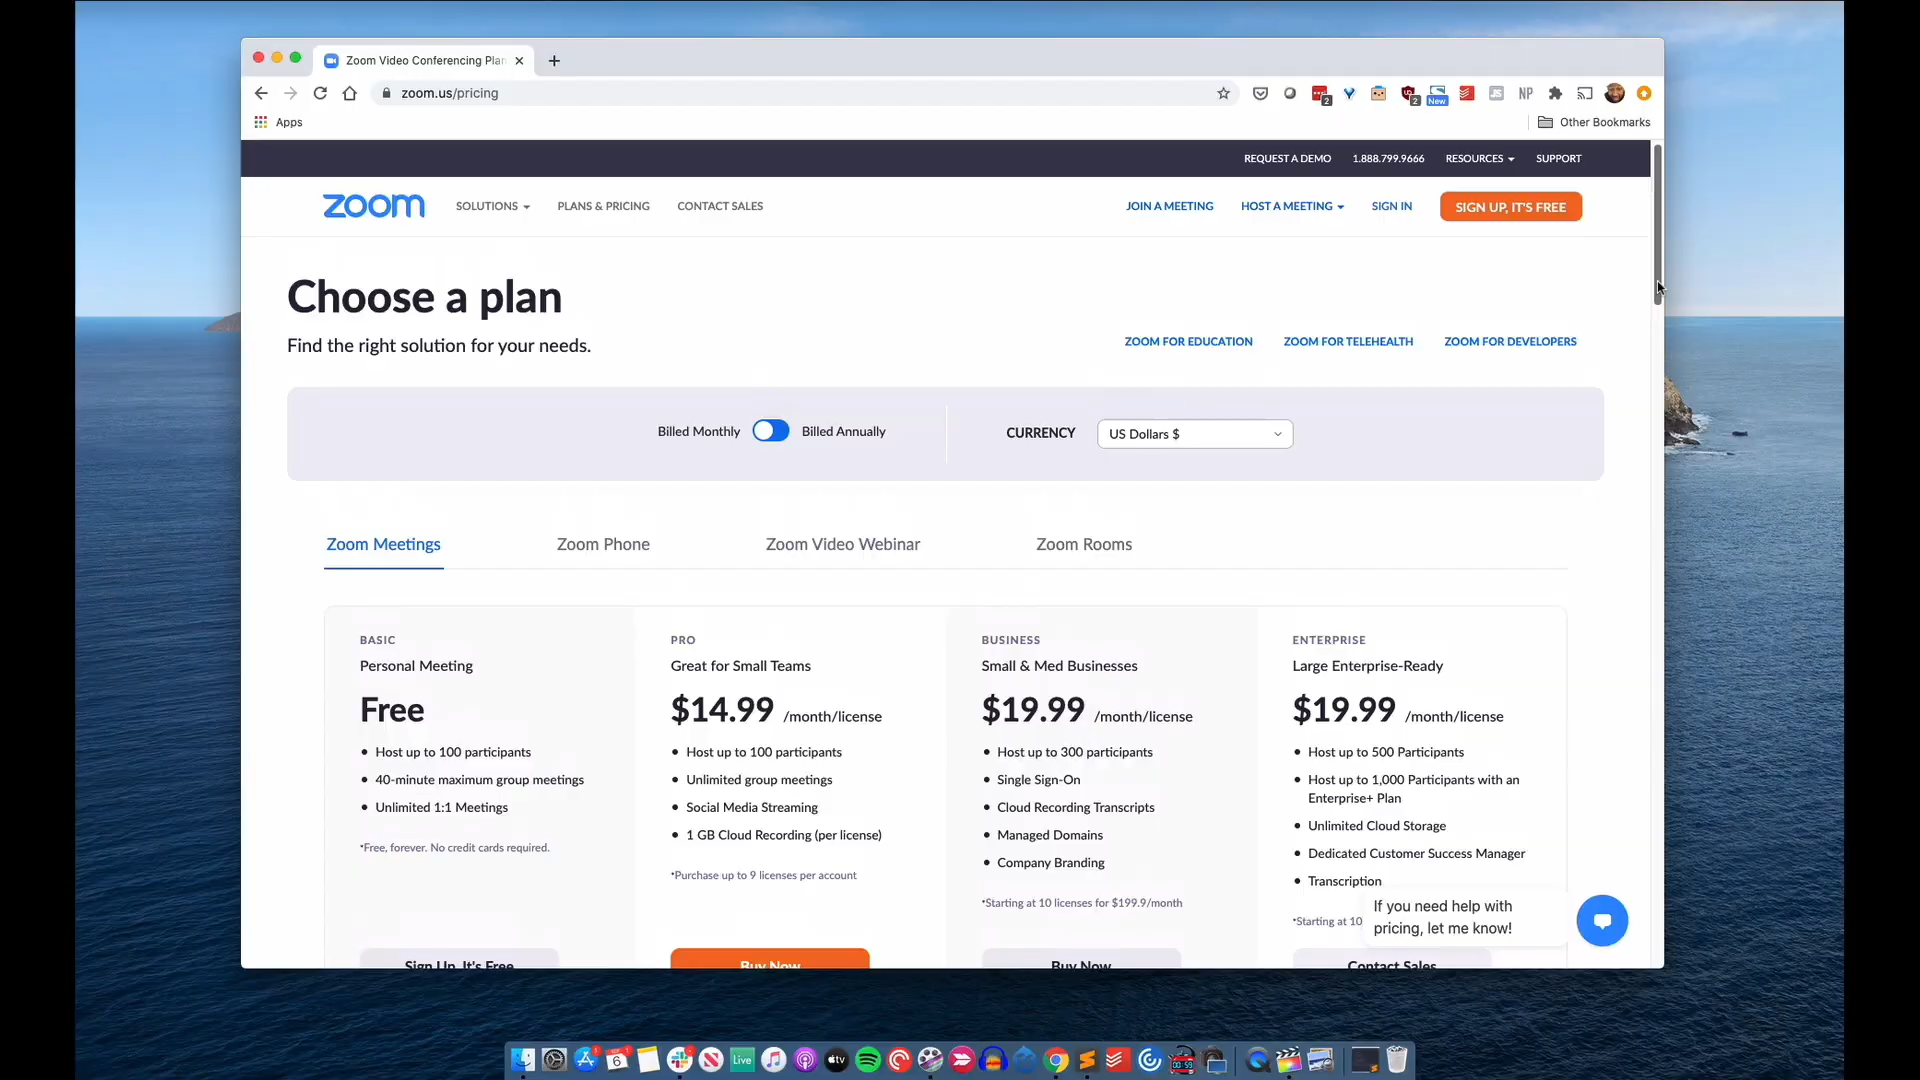 Zoom Video Conferencing Plan
zoom.us/pricing
2
2
New
JS
NP
Apps
Other Bookmarks
REQUEST A DEMO 1.888.799.9666 RESOURCES SUPPORT
zoom SOLUTIONS PLANS & PRICING CONTACT SALES JOIN A MEETING HOST A MEETING SIGN IN SIGN UP, IT'S FREE
Choose a plan
Find the right solution for your needs.
ZOOM FOR EDUCATION ZOOM FOR TELEHEALTH ZOOM FOR DEVELOPERS
Billed Monthly Billed Annually CURRENCY US Dollars $
Zoom Meetings Zoom Phone Zoom Video Webinar Zoom Rooms
BASIC
Personal Meeting
Free
• Host up to 100 participants
• 40-minute maximum group meetings
• Unlimited 1:1 Meetings
*Free, forever. No credit cards required.
Sign Up, It's Free
PRO
Great for Small Teams
$14.99 /month/license
• Host up to 100 participants
• Unlimited group meetings
• Social Media Streaming
• 1 GB Cloud Recording (per license)
*Purchase up to 9 licenses per account
Buy Now
BUSINESS
Small & Med Businesses
$19.99 /month/license
• Host up to 300 participants
• Single Sign-On
• Cloud Recording Transcripts
• Managed Domains
• Company Branding
*Starting at 10 licenses for $199.9/month
Buy Now
ENTERPRISE
Large Enterprise-Ready
$19.99 /month/license
• Host up to 500 Participants
• Host up to 1,000 Participants with an
Enterprise+ Plan
• Unlimited Cloud Storage
• Dedicated Customer Success Manager
• Transcription
*Starting at 10
Contact Sales
If you need help with
pricing, let me know!
6
Live
tv
00:59